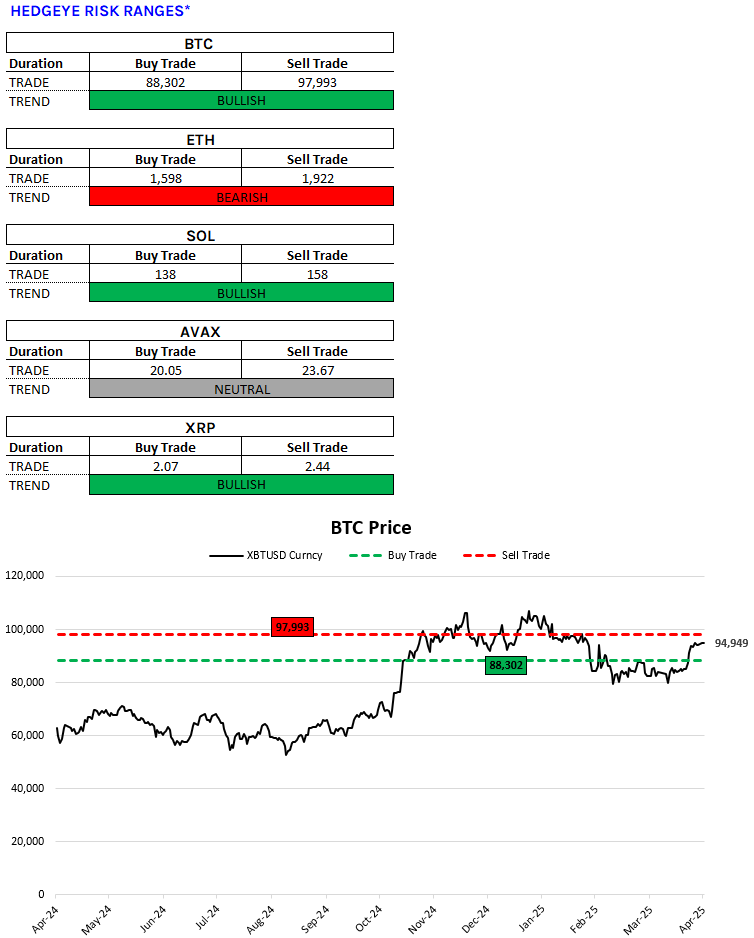 HEDGEYE RISK RANGES*
BTC
Duration Buy Trade Sell Trade
TRADE 88,302 97,993
TREND BULLISH
ETH
Duration Buy Trade Sell Trade
TRADE 1,598 1,922
TREND BEARISH
SOL
Duration Buy Trade Sell Trade
TRADE 138 158
TREND BULLISH
AVAX
Duration Buy Trade Sell Trade
TRADE 20.05 23.67
TREND NEUTRAL
XRP
Duration Buy Trade Sell Trade
TRADE 2.07 2.44
TREND BULLISH
BTC Price
XBTUSD Curncy Buy Trade Sell Trade
120,000
97,993
100,000
94,949
88,302
80,000
60,000
40,000
20,000
0
Apr-24 May-24 Jun-24 Jul-24 Aug-24 Sep-24 Oct-24 Nov-24 Dec-24 Jan-25 Feb-25 Mar-25 Apr-25